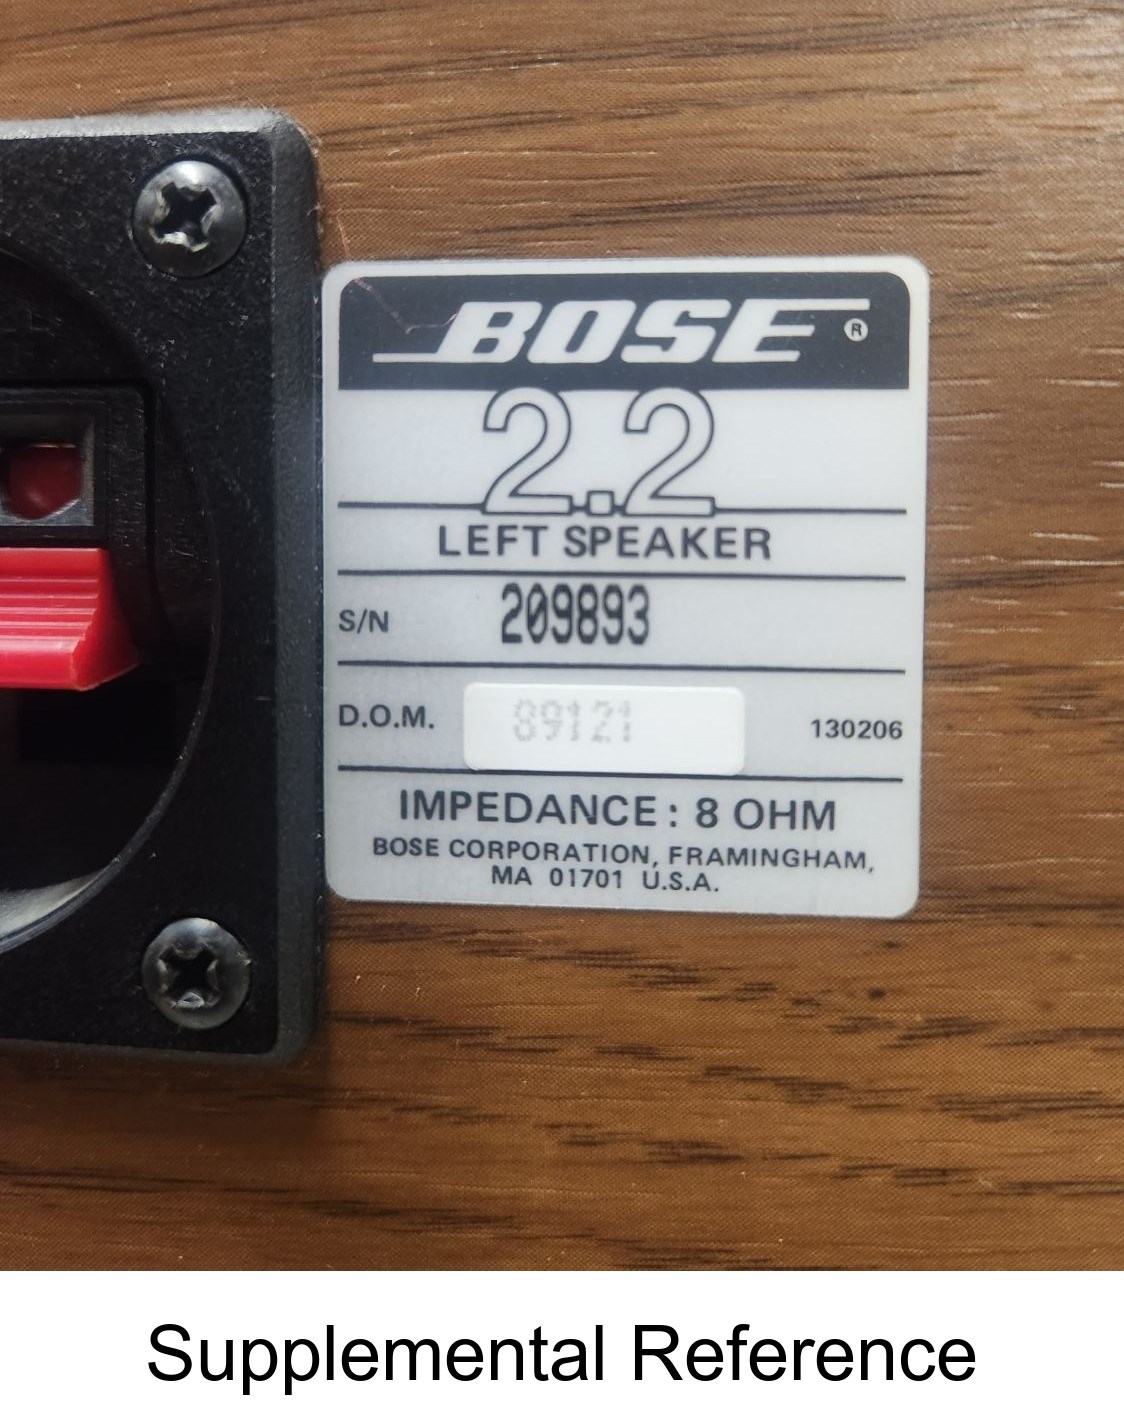 BOSE ®
2.2
LEFT SPEAKER
S/N 209893
D.O.M. 89121 130206
IMPEDANCE : 8 OHM
BOSE CORPORATION, FRAMINGHAM,
MA 01701 U.S.A.
Supplemental Reference